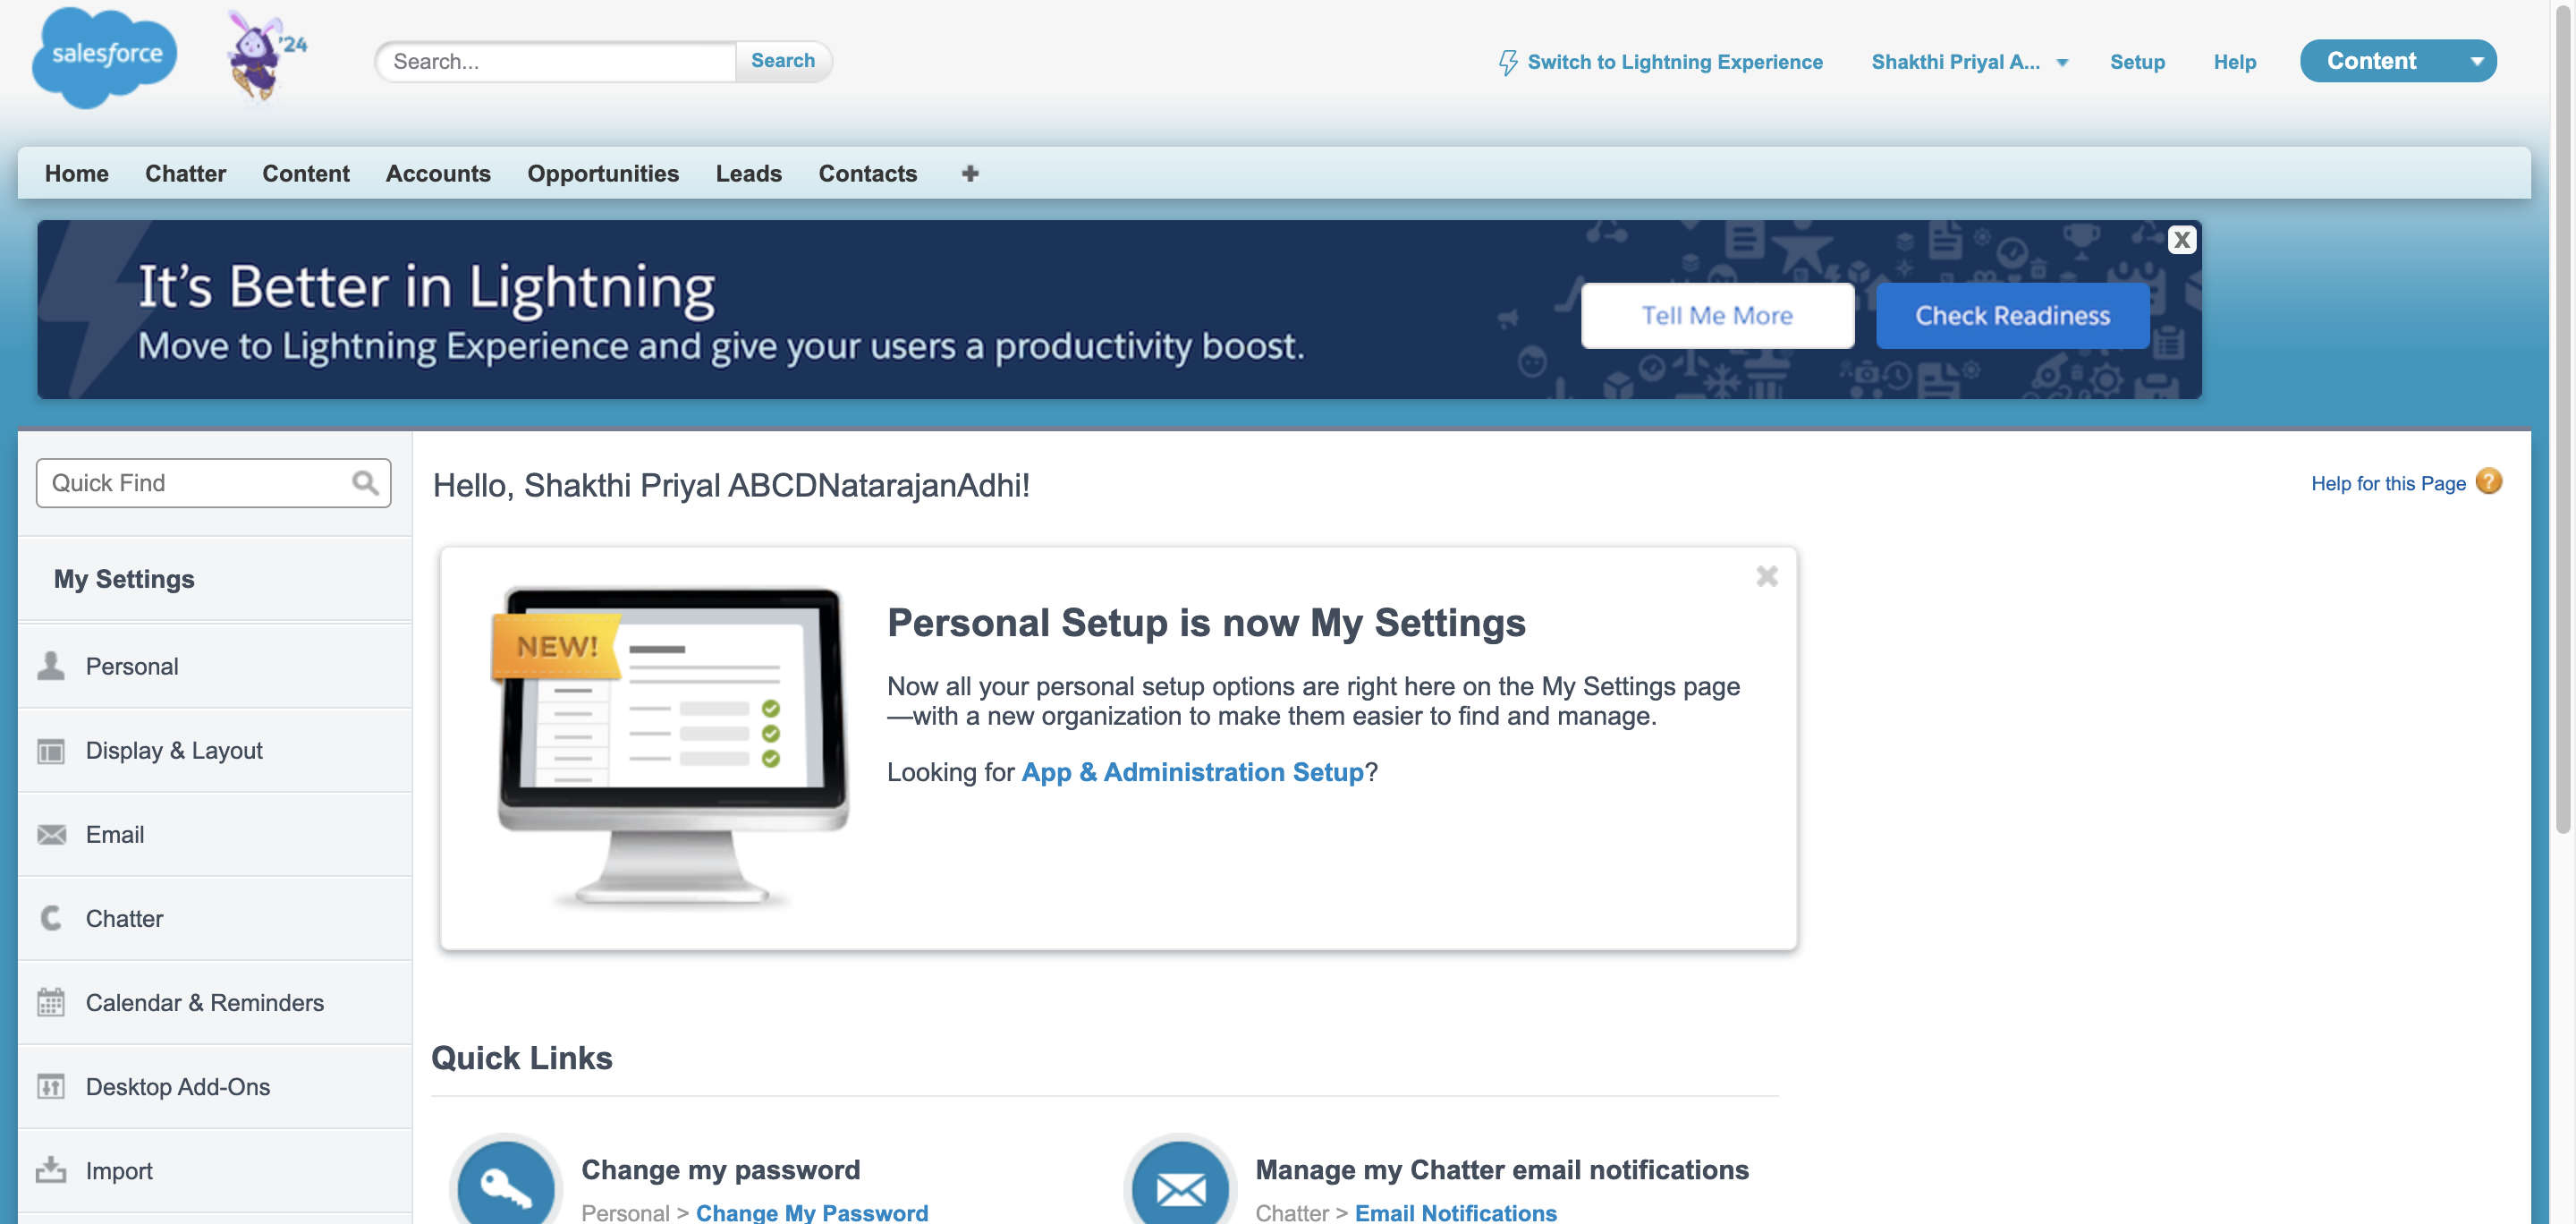 salesforce
'24
Search...
Search
Switch to Lightning Experience
Shakthi Priyal A...
Setup
Help
Content
Home
Chatter
Content
Accounts
Opportunities
Leads
Contacts
It's Better in Lightning
Move to Lightning Experience and give your users a productivity boost.
Tell Me More
Check Readiness
X
Quick Find
My Settings
Personal
Display & Layout
Email
Chatter
Calendar & Reminders
Desktop Add-Ons
Import
Hello, Shakthi Priyal ABCDNatarajanAdhi!
Help for this Page
NEW!
Personal Setup is now My Settings
Now all your personal setup options are right here on the My Settings page
—with a new organization to make them easier to find and manage.
Looking for App & Administration Setup?
Quick Links
Change my password
Personal > Change My Password
Manage my Chatter email notifications
Chatter > Email Notifications